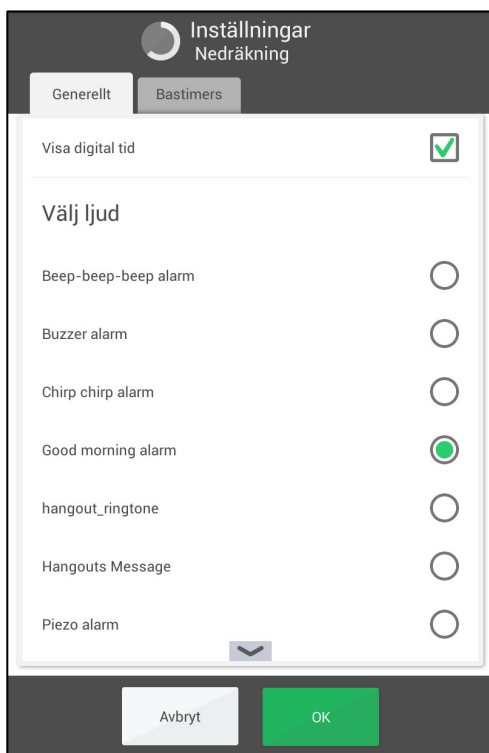 Inställningar
Nedräkning
Generellt
Bastimers
Visa digital tid
Välj ljud
Beep-beep-beep alarm
Buzzer alarm
Chirp chirp alarm
Good morning alarm
hangout_ringtone
Hangouts Message
Piezo alarm
Avbryt
OK